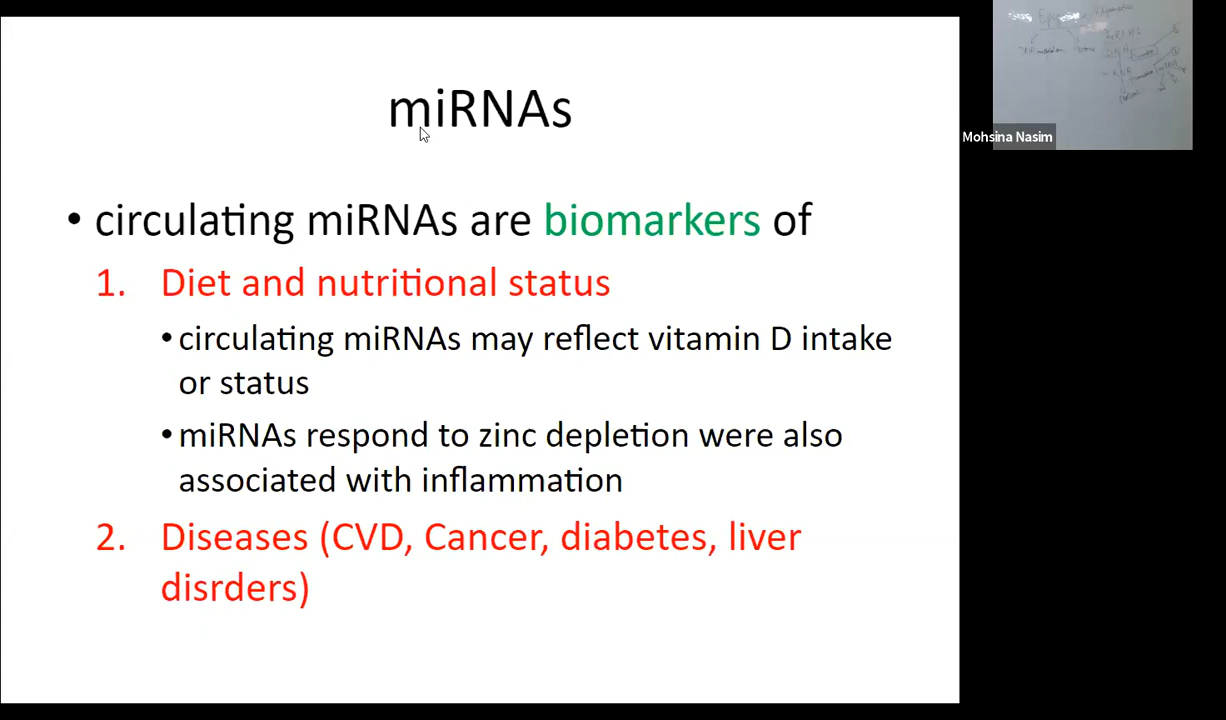 miRNAs
• circulating miRNAs are biomarkers of
1. Diet and nutritional status
• circulating miRNAs may reflect vitamin D intake
or status
• miRNAs respond to zinc depletion were also
associated with inflammation
2. Diseases (CVD, Cancer, diabetes, liver
disrders)
Mohsina Nasim